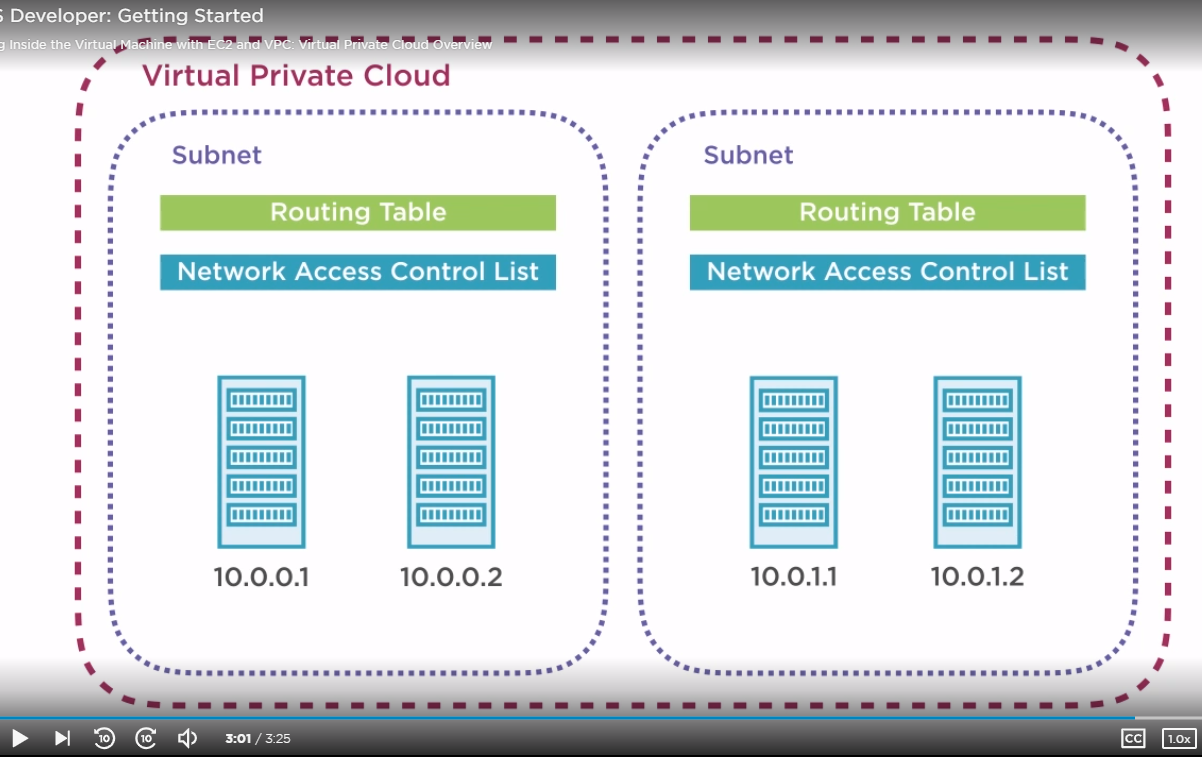 S Developer: Getting Started
g Inside the Virtual Machine with EC2 and VPC: Virtual Private Cloud Overview
Virtual Private Cloud
Subnet
Routing Table
Network Access Control List
10.0.0.1
10.0.0.2
Subnet
Routing Table
Network Access Control List
10.0.1.1
10.0.1.2
10
10
3:01 / 3:25
CC
1.0x